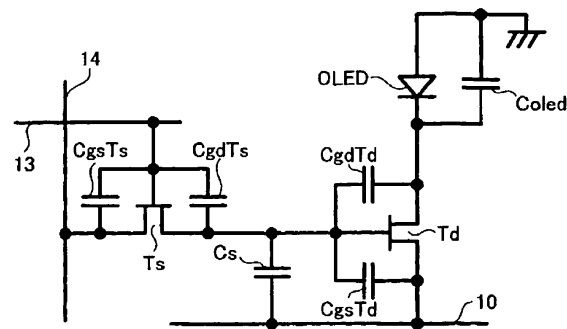 14
OLED
Coled
13
CgsTs
CgdTs
CgdTd
Ts
Cs
Td
CgsTd
10